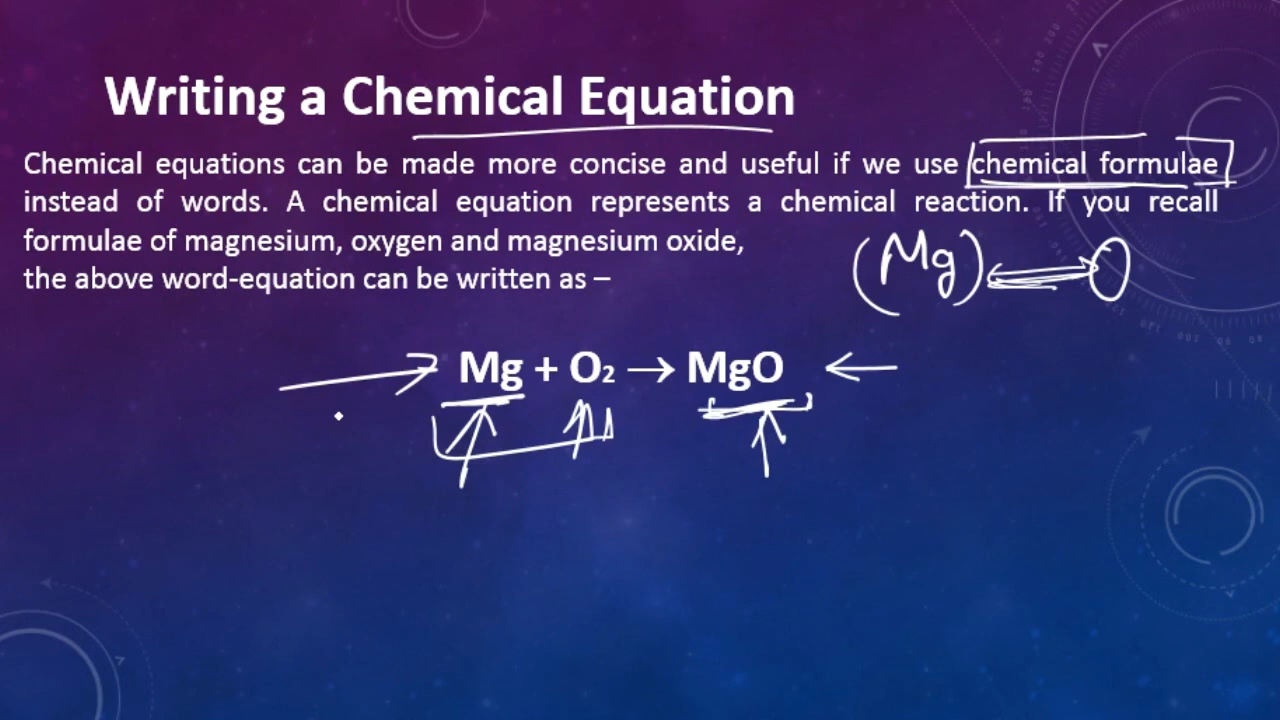 Writing a Chemical Equation
Chemical equations can be made more concise and useful if we use chemical formulae
instead of words. A chemical equation represents a chemical reaction. If you recall
formulae of magnesium, oxygen and magnesium oxide,
the above word-equation can be written as –
(Mg) O
Mg + O₂ → MgO